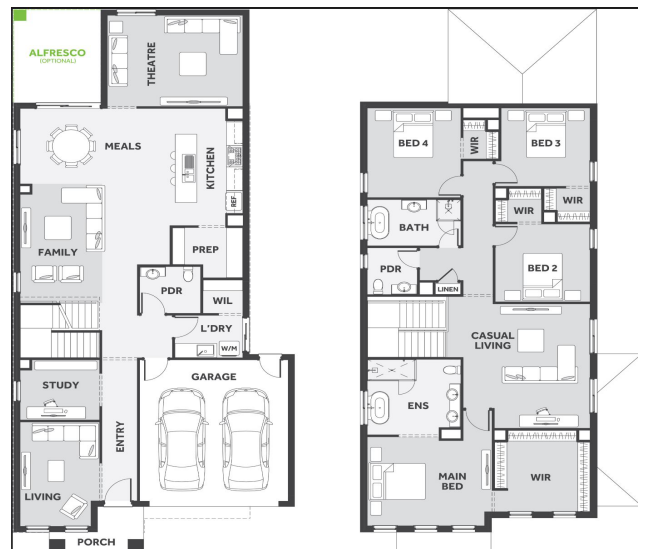 ALFRESCO
(OPTIONAL)
THEATRE
MEALS
KITCHEN
REF.
FAMILY
PREP
PDR
WIL
L'DRY
W/M
STUDY
GARAGE
ENTRY
LIVING
PORCH
BED 4
WIR
BED 3
BATH
WIR
WIR
PDR
BED 2
LINEN
CASUAL
LIVING
ENS
MAIN
BED
WIR